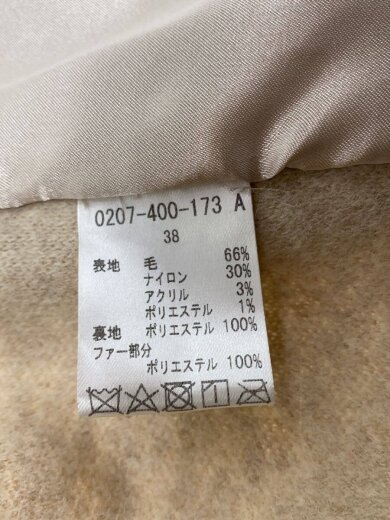 0207-400-173 A
38
表地 毛 66%
ナイロン 30%
アクリル 3%
ポリエステル 1%
裏地 ポリエステル 100%
ファー部分
ポリエステル 100%